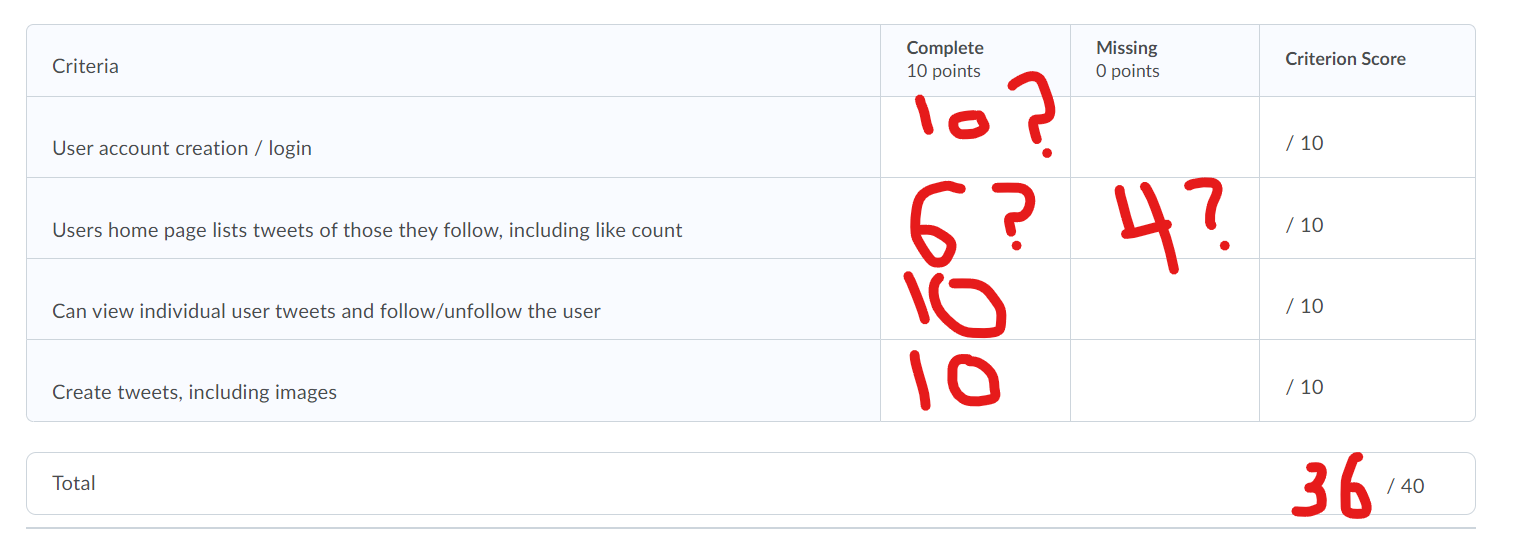 Criteria Complete 10 points Missing 0 points Criterion Score
User account creation / login 10 ? / 10
Users home page lists tweets of those they follow, including like count 6 ? 4 ? / 10
Can view individual user tweets and follow/unfollow the user 10 / 10
Create tweets, including images 10 / 10
Total 36 / 40